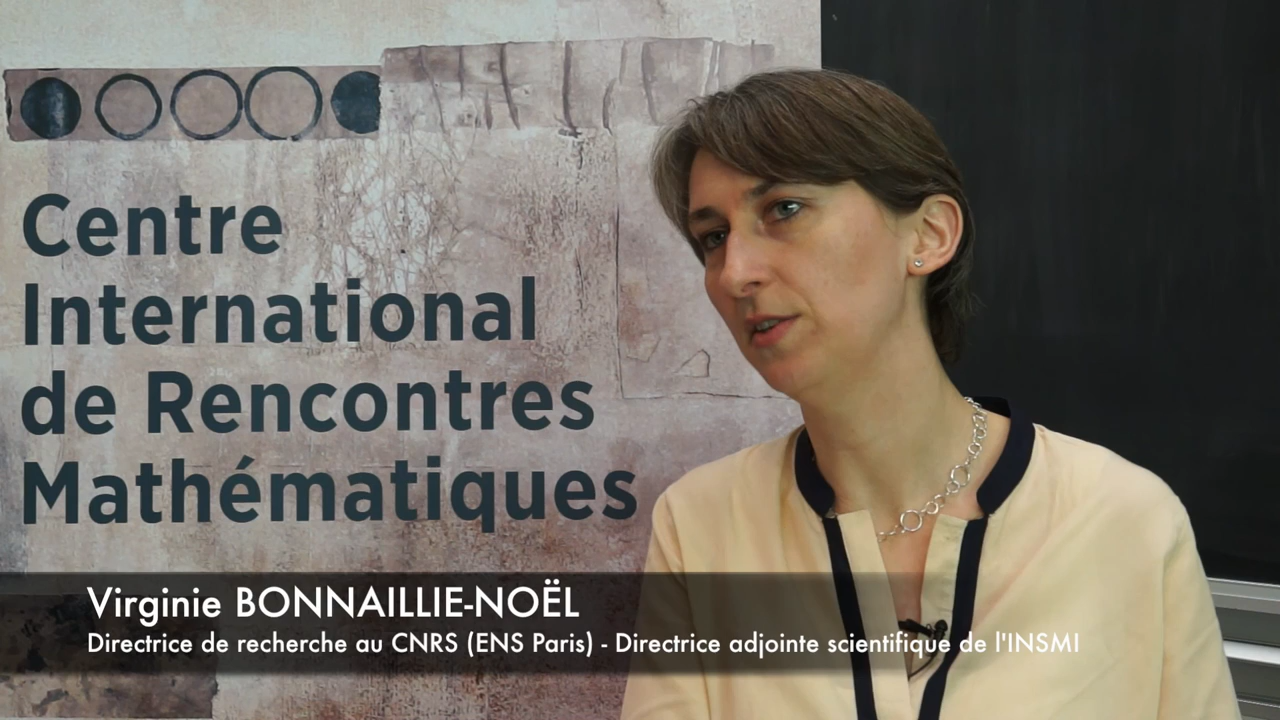 Centre
International
de Rencontres
Mathématiques
Virginie BONNAILLIE-NOËL
Directrice de recherche au CNRS (ENS Paris) - Directrice adjointe scientifique de l'INSMI